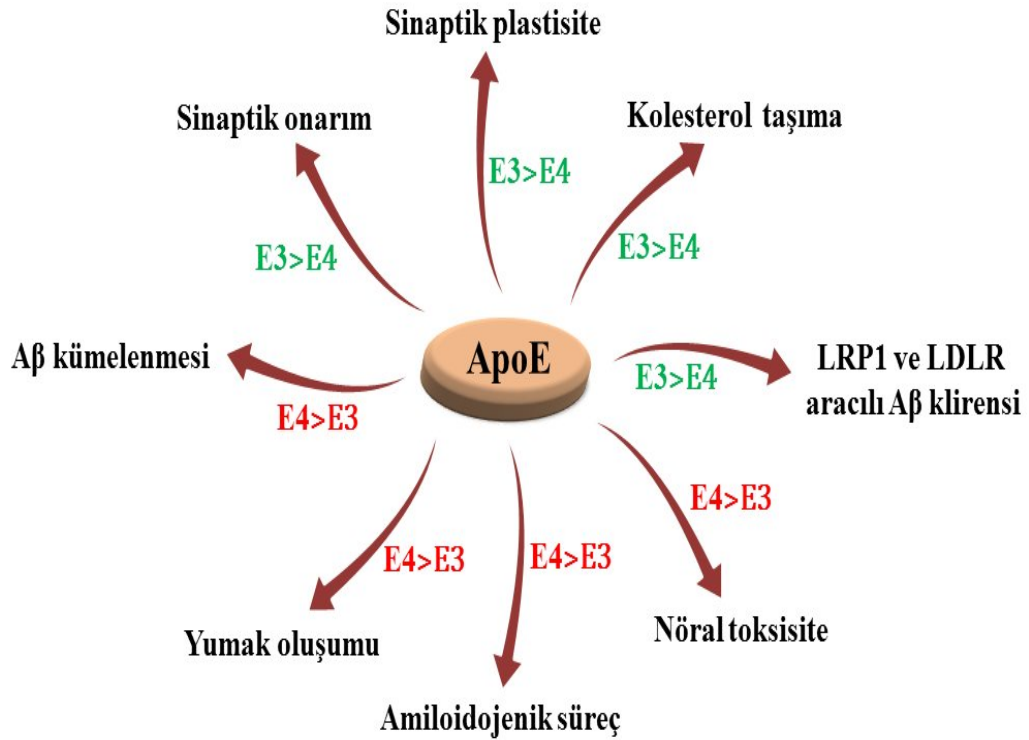 Sinaptik plastisite
Sinaptik onarım
Kolesterol taşıma
E3>E4
E3>E4
E3>E4
Aβ kümelenmesi
ApoE
LRP1 ve LDLR
aracılı Aβ klirensi
E3>E4
E4>E3
E4>E3
E4>E3
E4>E3
Yumak oluşumu
Nöral toksisite
Amiloidojenik süreç